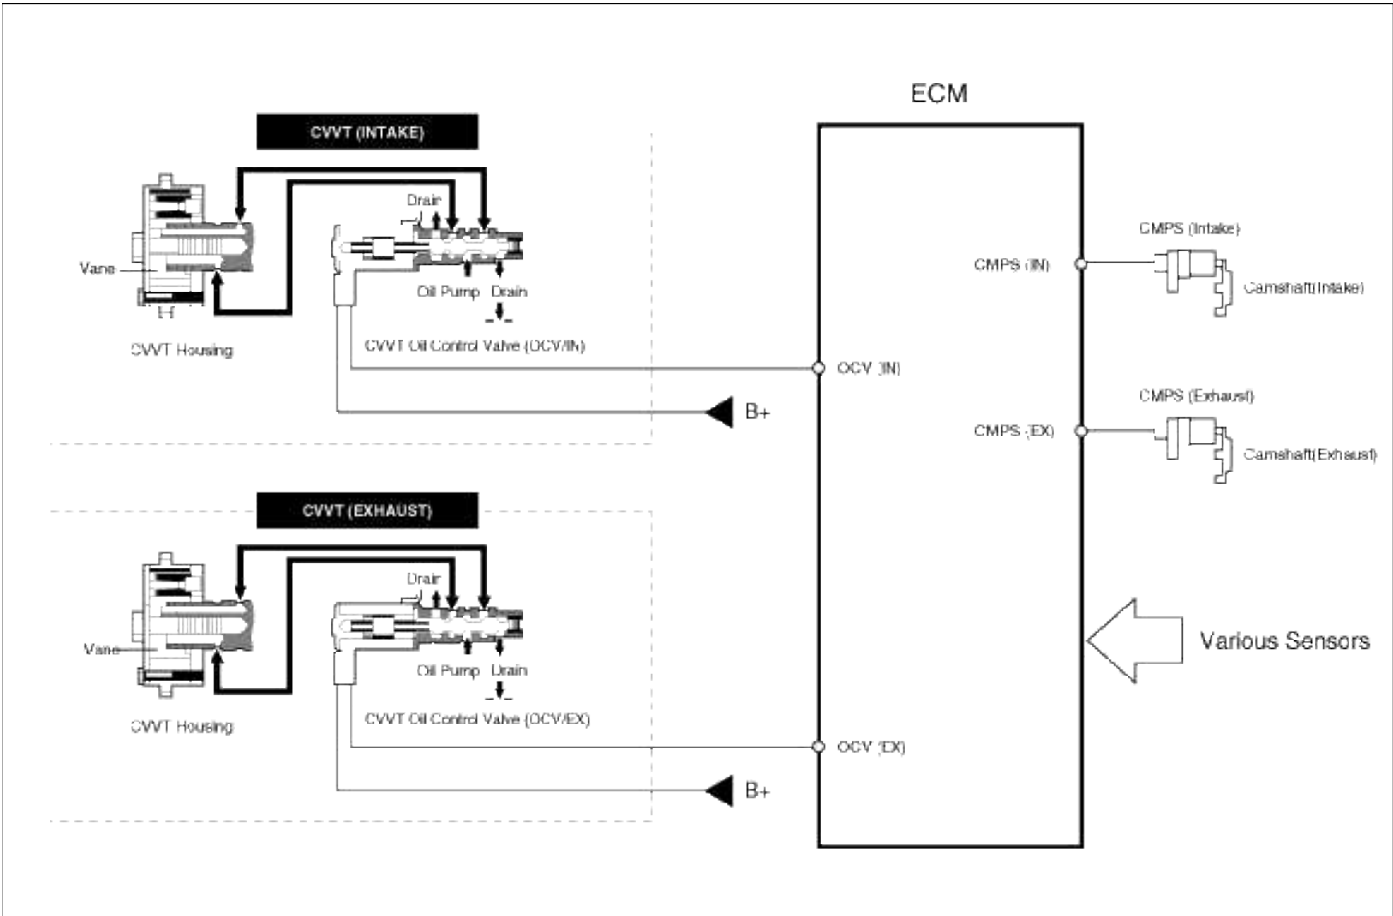 ECM
CVVT (INTAKE)
Drain
Vane
Oil Pump Drain
CVVT Housing
CVVT Oil Control Valve (OCV/IN)
OCV (IN)
B+
CMPS (IN)
CMPS (Intake)
Camshaft(Intake)
CMPS (EX)
CMPS (Exhaust)
Camshaft(Exhaust)
CVVT (EXHAUST)
Drain
Vane
Oil Pump Drain
CVVT Housing
CVVT Oil Control Valve (OCV/EX)
OCV (EX)
B+
Various Sensors